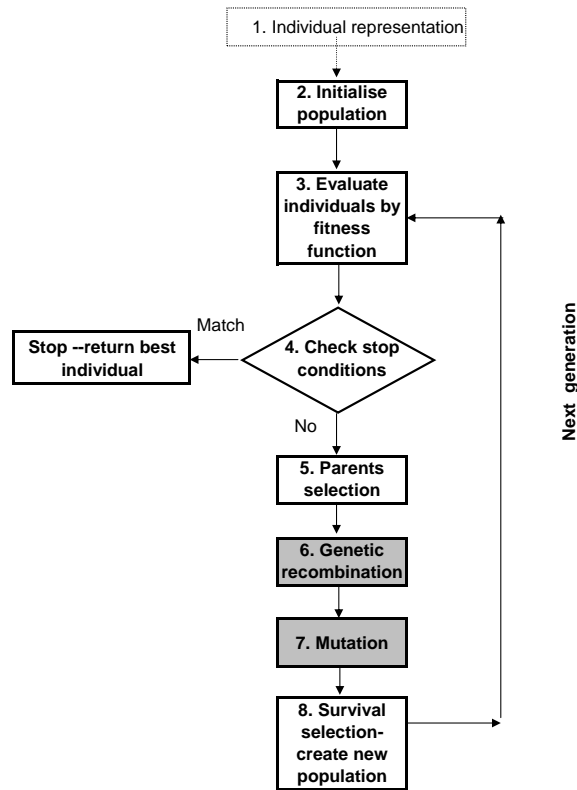 1. Individual representation
2. Initialise
population
3. Evaluate
individuals by
fitness
function
Match
Stop --return best
individual
4. Check stop
conditions
No
5. Parents
selection
6. Genetic
recombination
7. Mutation
8. Survival
selection-
create new
population
Next generation